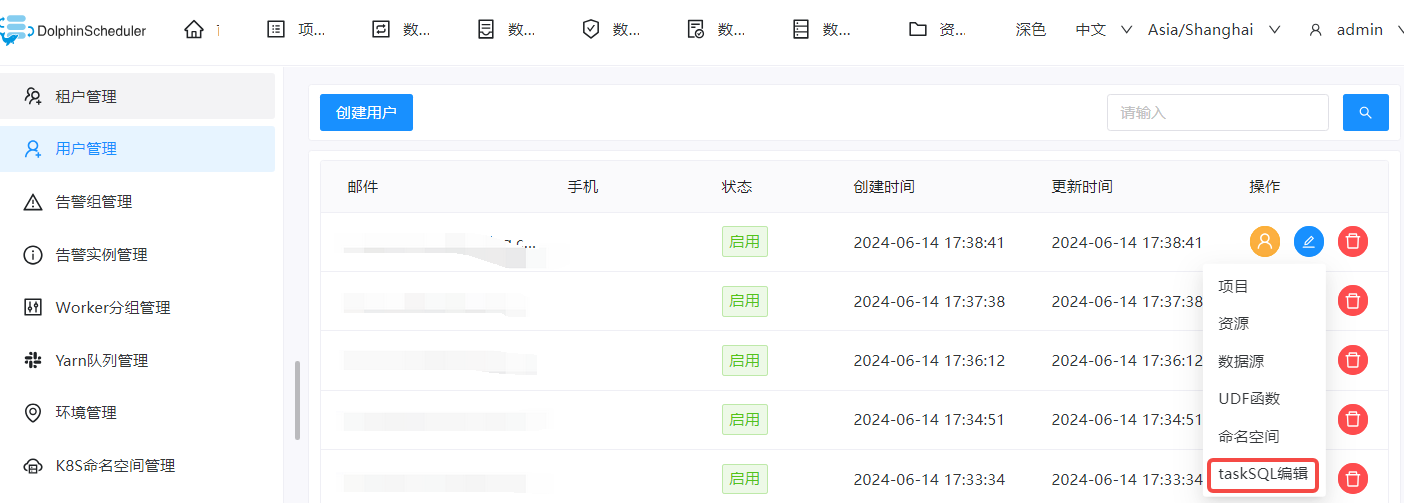 DolphinScheduler 项... 数... 数... 数... 数... 数... 资... 深色 中文 Asia/Shanghai admin
租户管理
用户管理
告警组管理
告警实例管理
Worker分组管理
Yarn队列管理
环境管理
K8S命名空间管理
创建用户 请输入
邮件 手机 状态 创建时间 更新时间 操作
启用 2024-06-14 17:38:41 2024-06-14 17:38:41
启用 2024-06-14 17:37:38 2024-06-14 17:37:38
启用 2024-06-14 17:36:12 2024-06-14 17:36:12
启用 2024-06-14 17:34:51 2024-06-14 17:34:51
启用 2024-06-14 17:33:34 2024-06-14 17:33:34
项目
资源
数据源
UDF函数
命名空间
taskSQL编辑